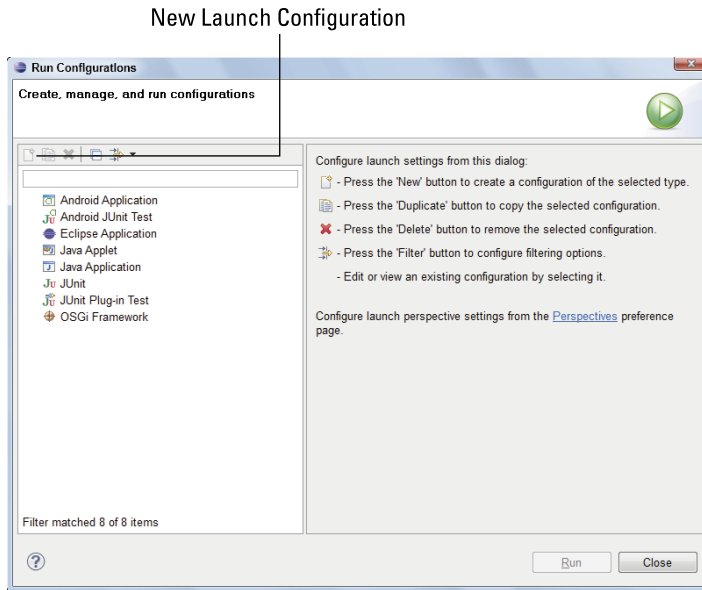 New Launch Configuration
Run Configurations
Create, manage, and run configurations
Android Application
Android JUnit Test
Eclipse Application
Java Applet
Java Application
Ju JUnit
JUnit Plug-in Test
OSGi Framework
Filter matched 8 of 8 items
Configure launch settings from this dialog:
- Press the 'New' button to create a configuration of the selected type.
- Press the 'Duplicate' button to copy the selected configuration.
- Press the 'Delete' button to remove the selected configuration.
- Press the 'Filter' button to configure filtering options.
- Edit or view an existing configuration by selecting it.
Configure launch perspective settings from the Perspectives preference
page.
?
Run
Close